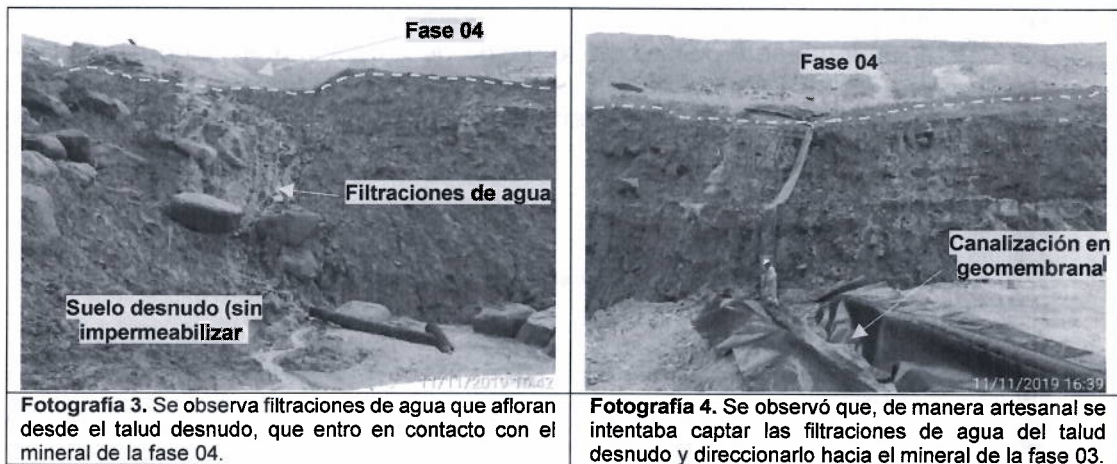 Fase 04
Filtraciones de agua
Suelo desnudo (sin
impermeabilizar
11/11/2019 16:42
Fotografía 3. Se observa filtraciones de agua que afloran
desde el talud desnudo, que entro en contacto con el
mineral de la fase 04.
Fase 04
Canalización en
geomembrana
11/11/2019 16:39
Fotografía 4. Se observó que, de manera artesanal se
intentaba captar las filtraciones de agua del talud
desnudo y direccionarlo hacia el mineral de la fase 03.